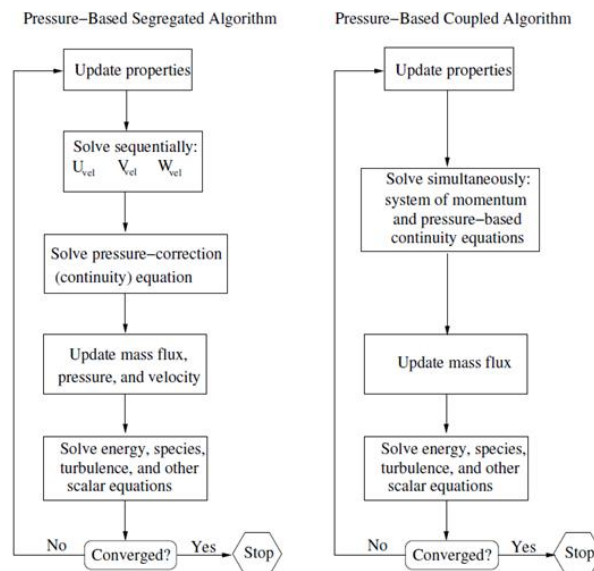 Pressure−Based Segregated Algorithm
Update properties
Solve sequentially:
Uvel Vvel Wvel
Solve pressure−correction
(continuity) equation
Update mass flux,
pressure, and velocity
Solve energy, species,
turbulence, and other
scalar equations
No
Converged?
Yes
Stop
Pressure−Based Coupled Algorithm
Update properties
Solve simultaneously:
system of momentum
and pressure−based
continuity equations
Update mass flux
Solve energy, species,
turbulence, and other
scalar equations
No
Converged?
Yes
Stop